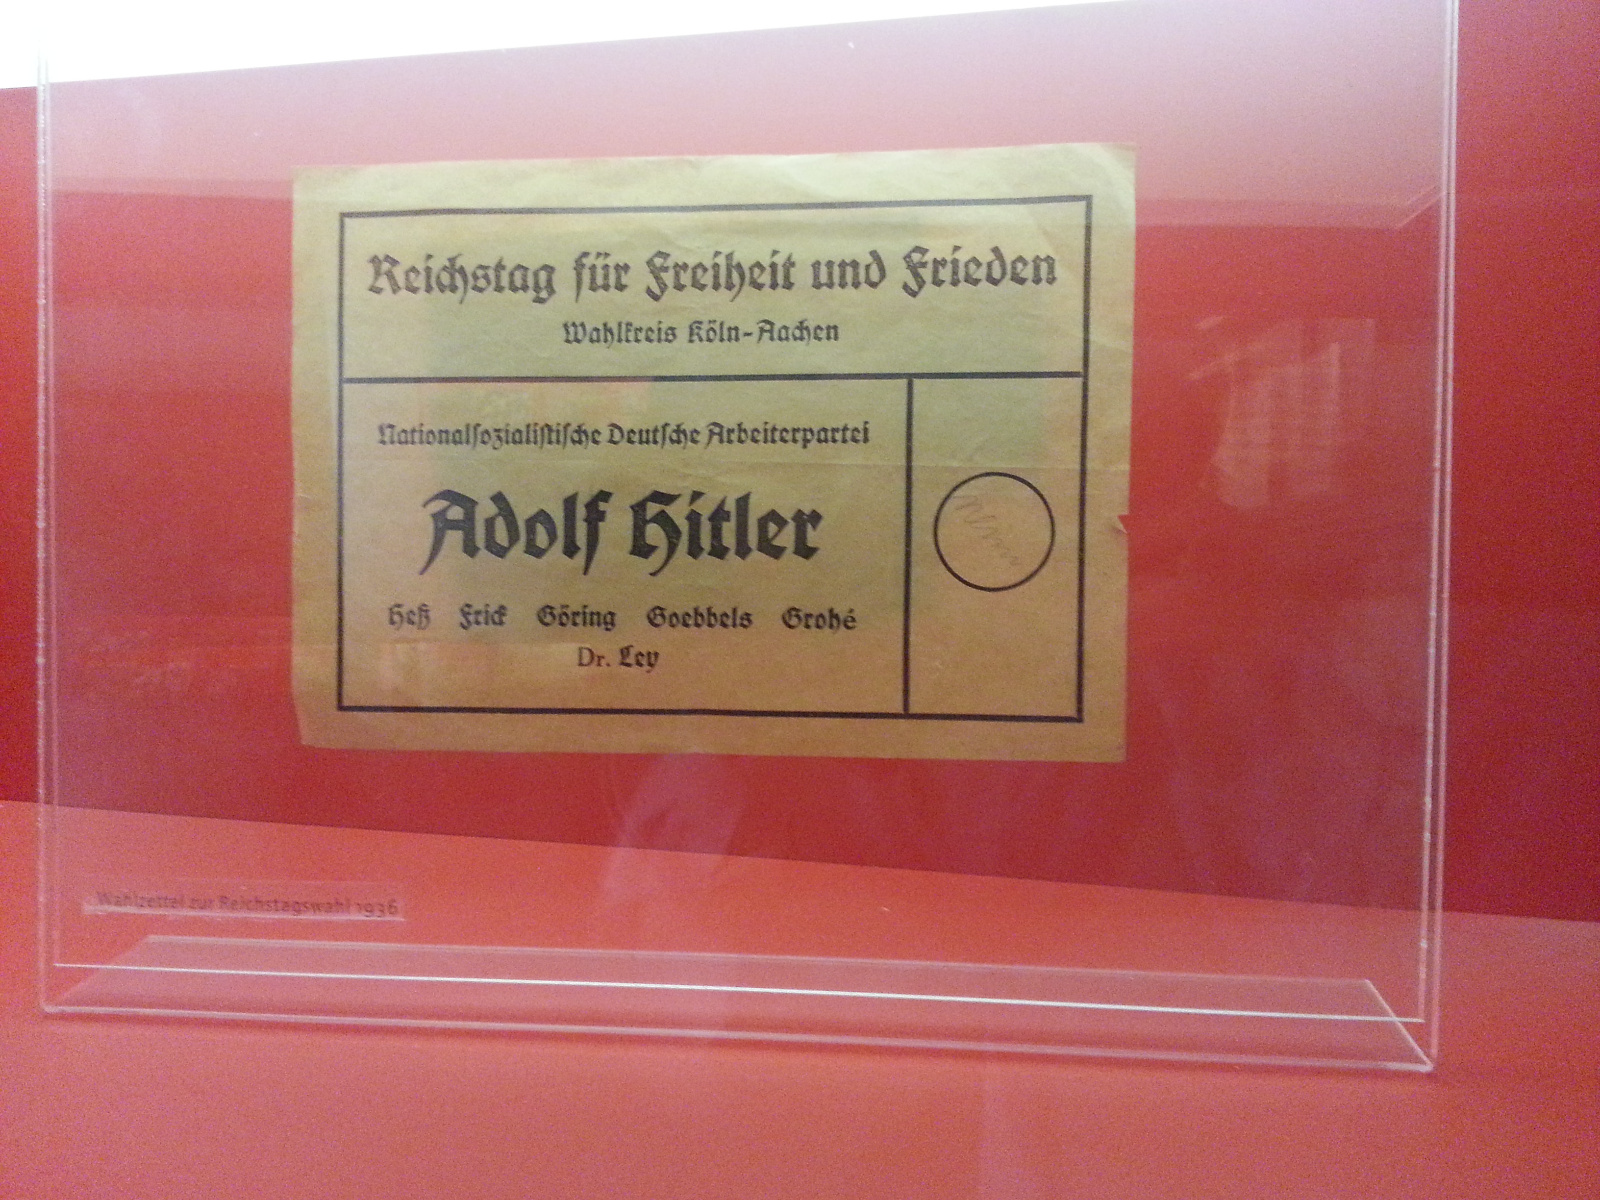 Reichstag für Freiheit und Frieden
Wahlkreis Köln-Aachen
Nationalſozialiſtiſche Deutſche Arbeiterpartei
Adolf Hitler
Heß Frick Göring Goebbels Grohé
Dr. Ley
Wahlzettel zur Reichstagswahl 1936